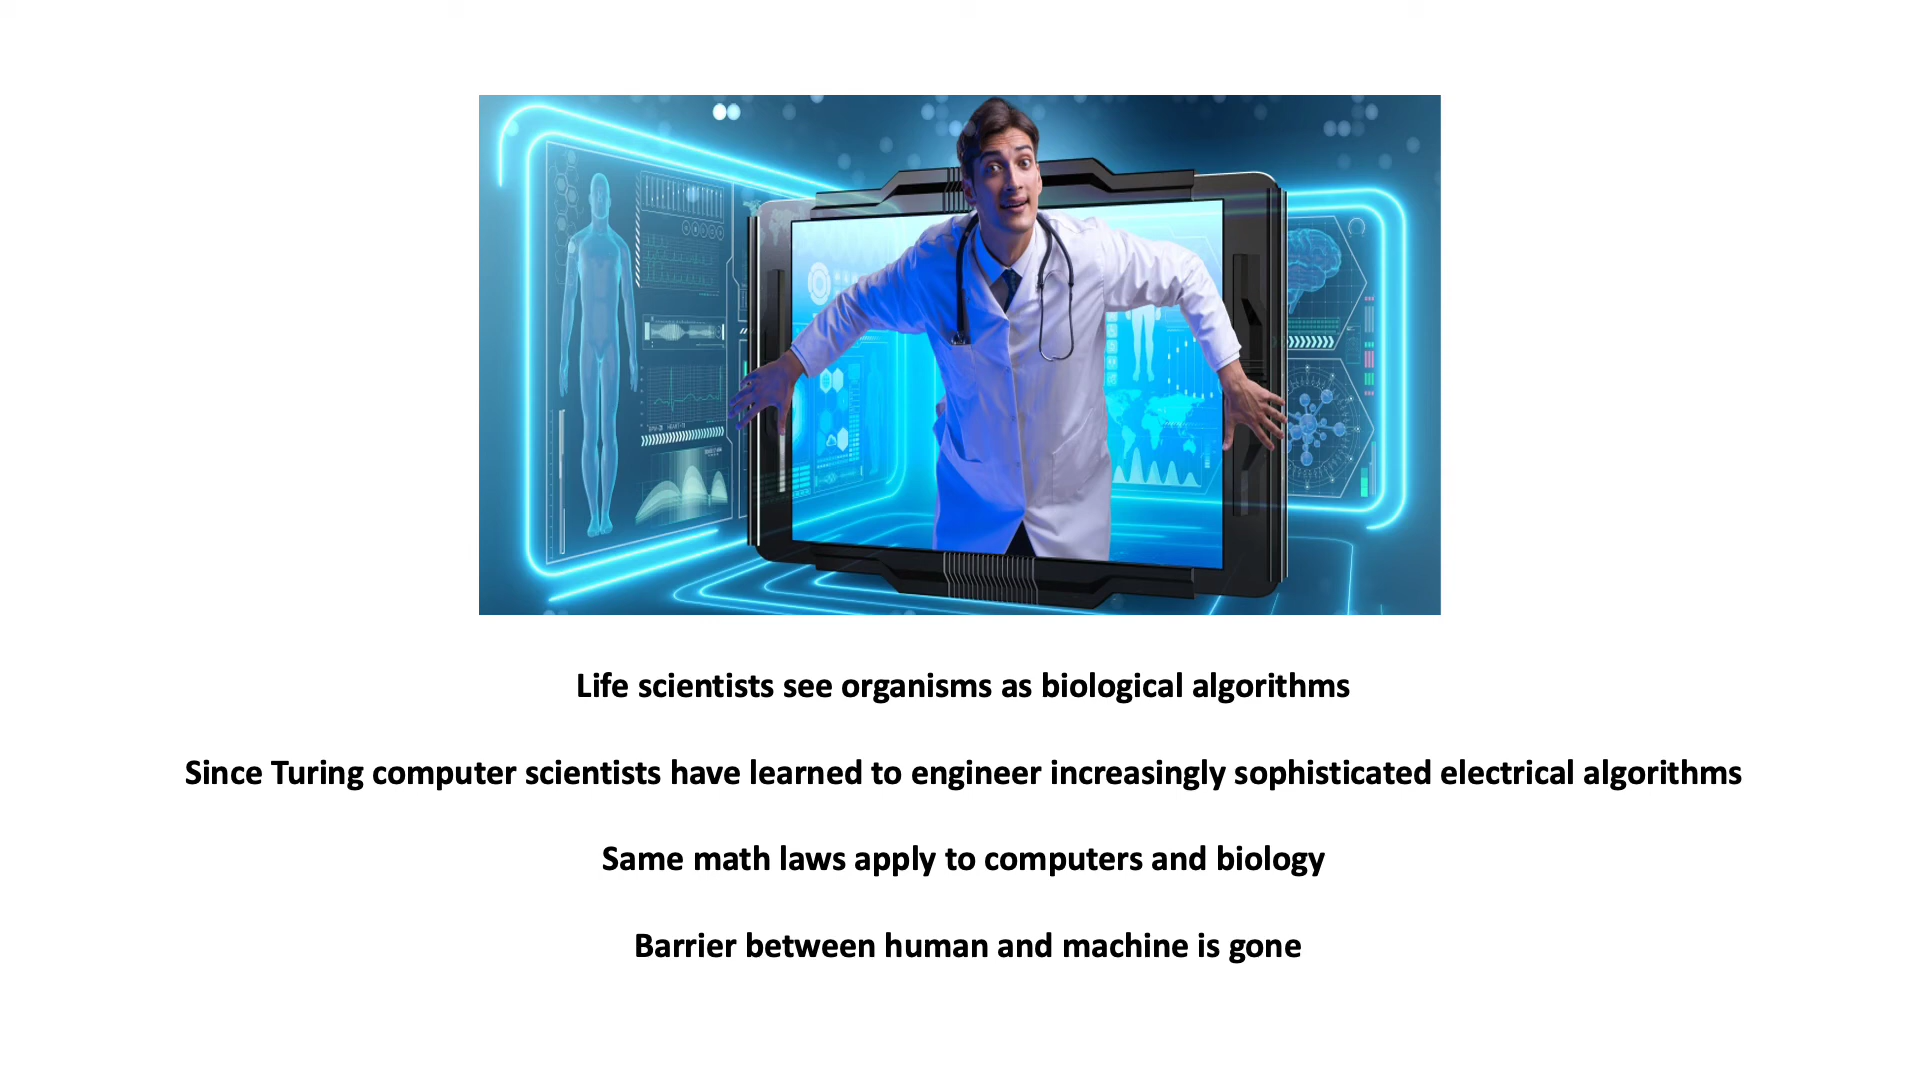 Life scientists see organisms as biological algorithms
Since Turing computer scientists have learned to engineer increasingly sophisticated electrical algorithms
Same math laws apply to computers and biology
Barrier between human and machine is gone